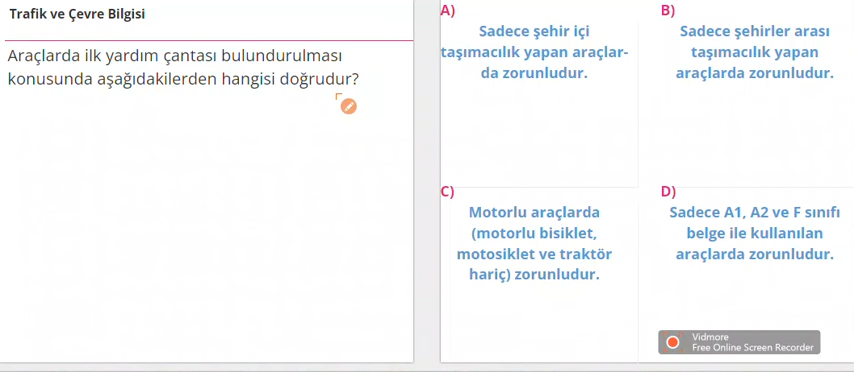 Trafik ve Çevre Bilgisi
Araçlarda ilk yardım çantası bulundurulması
konusunda aşağıdakilerden hangisi doğrudur?
A)
Sadece şehir içi
taşımacılık yapan araçlar-
da zorunludur.
B)
Sadece şehirler arası
taşımacılık yapan
araçlarda zorunludur.
C)
Motorlu araçlarda
(motorlu bisiklet,
motosiklet ve traktör
hariç) zorunludur.
D)
Sadece A1, A2 ve F sınıfı
belge ile kullanılan
araçlarda zorunludur.
Vidmore
Free Online Screen Recorder